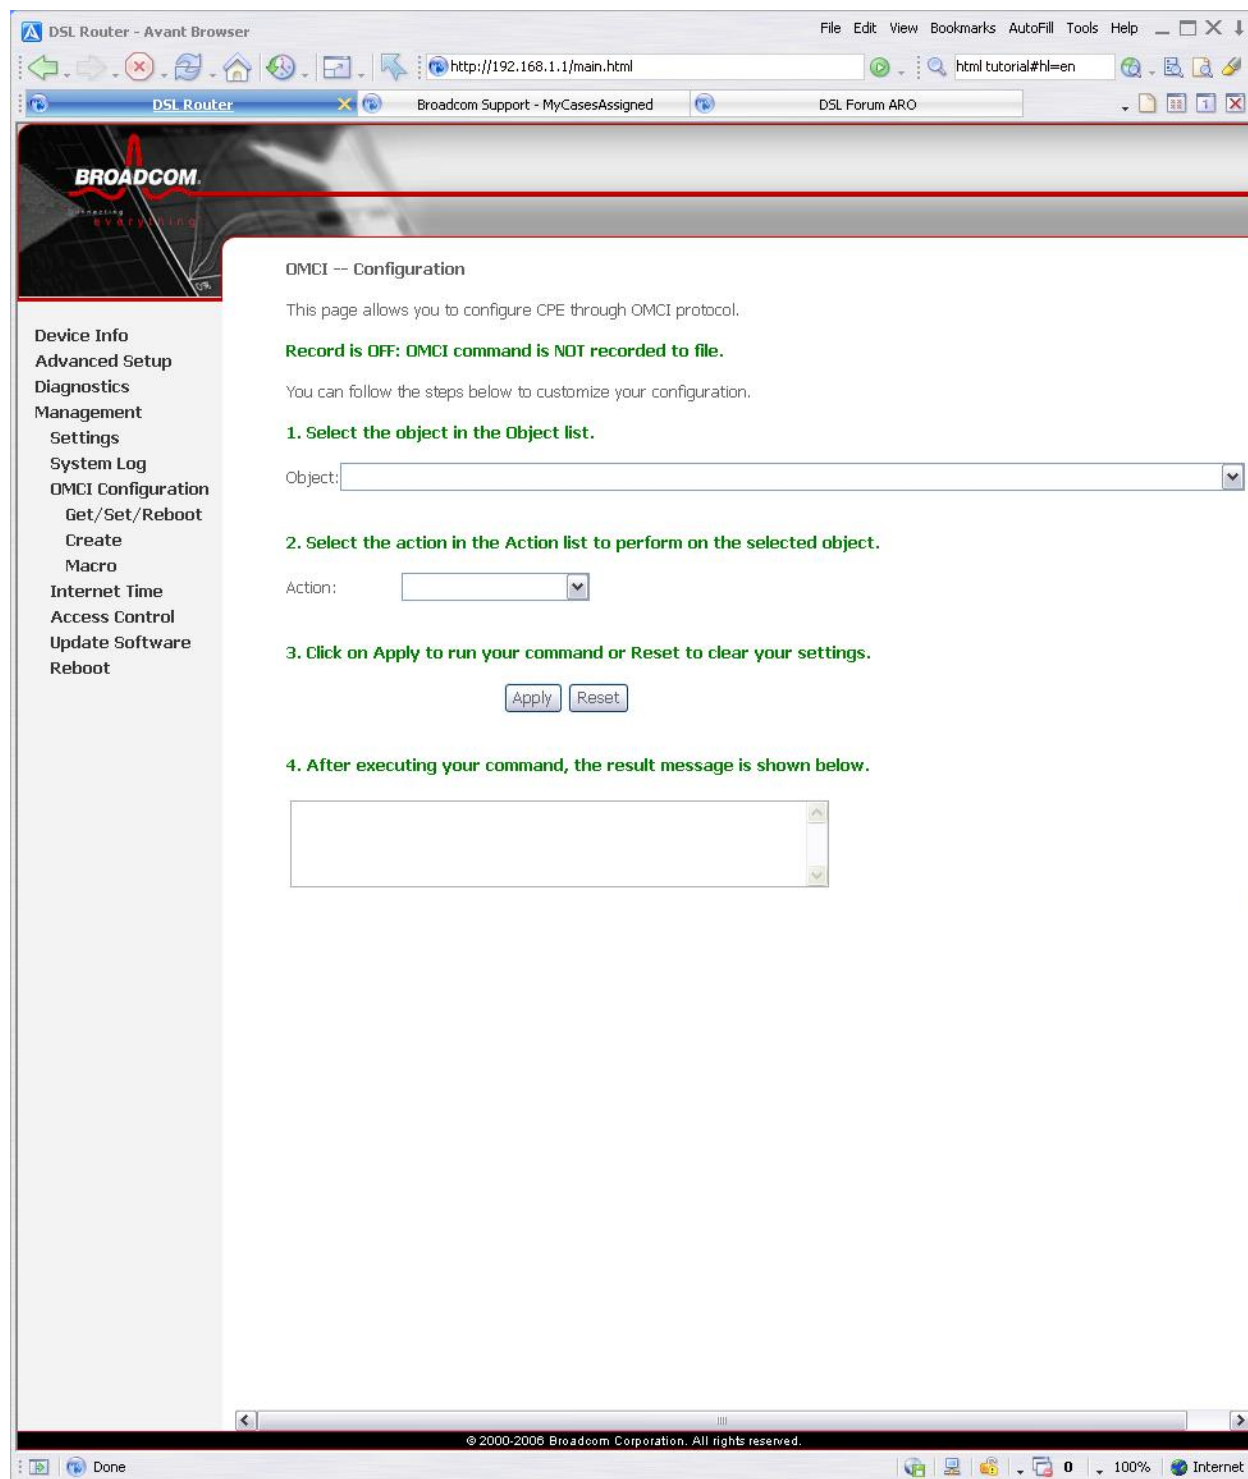 DSL Router - Avant Browser
File Edit View Bookmarks AutoFill Tools Help
http://192.168.1.1/main.html
html tutorial#hl=en
DSL Router
Broadcom Support - MyCasesAssigned
DSL Forum ARO
BROADCOM.
Connecting
everything
OMCI -- Configuration
This page allows you to configure CPE through OMCI protocol.
Record is OFF: OMCI command is NOT recorded to file.
You can follow the steps below to customize your configuration.
1. Select the object in the Object list.
Object:
2. Select the action in the Action list to perform on the selected object.
Action:
3. Click on Apply to run your command or Reset to clear your settings.
Apply Reset
4. After executing your command, the result message is shown below.
Device Info
Advanced Setup
Diagnostics
Management
Settings
System Log
OMCI Configuration
Get/Set/Reboot
Create
Macro
Internet Time
Access Control
Update Software
Reboot
© 2000-2006 Broadcom Corporation. All rights reserved.
Done
0
100%
Internet